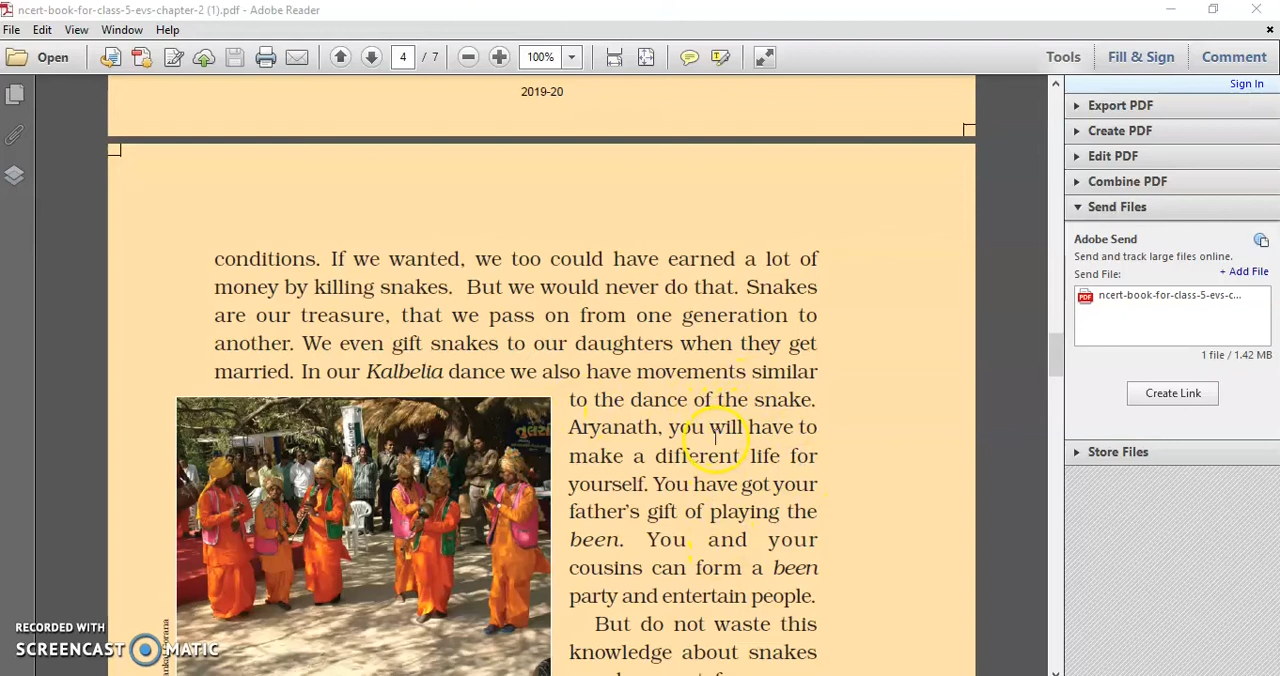 ncert-book-for-class-5-evs-chapter-2 (1).pdf - Adobe Reader
File Edit View Window Help
Open 4 / 7 100% Tools Fill & Sign Comment
Sign In
2019-20
Export PDF
Create PDF
Edit PDF
Combine PDF
Send Files
Adobe Send
Send and track large files online.
Send File:
+ Add File
ncert-book-for-class-5-evs-c...
1 file / 1.42 MB
Create Link
Store Files
conditions. If we wanted, we too could have earned a lot of
money by killing snakes. But we would never do that. Snakes
are our treasure, that we pass on from one generation to
another. We even gift snakes to our daughters when they get
married. In our Kalbelia dance we also have movements similar
to the dance of the snake.
Aryanath, you will have to
make a different life for
yourself. You have got your
father's gift of playing the
been. You and your
cousins can form a been
party and entertain people.
But do not waste this
knowledge about snakes
RECORDED WITH
SCREENCAST MATIC